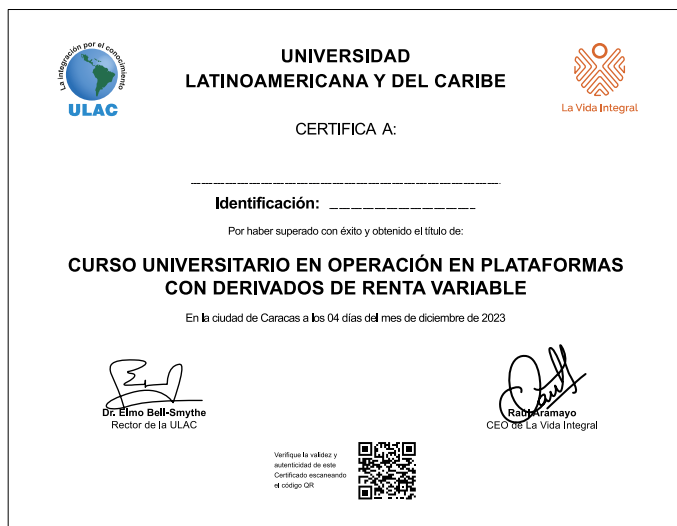 La integración por el conocimiento
ULAC
UNIVERSIDAD
LATINOAMERICANA Y DEL CARIBE
La Vida Integral
CERTIFICA A:
Identificación:
Por haber superado con éxito y obtenido el título de:
CURSO UNIVERSITARIO EN OPERACIÓN EN PLATAFORMAS
CON DERIVADOS DE RENTA VARIABLE
En la ciudad de Caracas a los 04 días del mes de diciembre de 2023
Dr. Elmo Bell-Smythe
Rector de la ULAC
Raúl Aramayo
CEO de La Vida Integral
Verifique la validez y
autenticidad de este
Certificado escaneando
el código QR